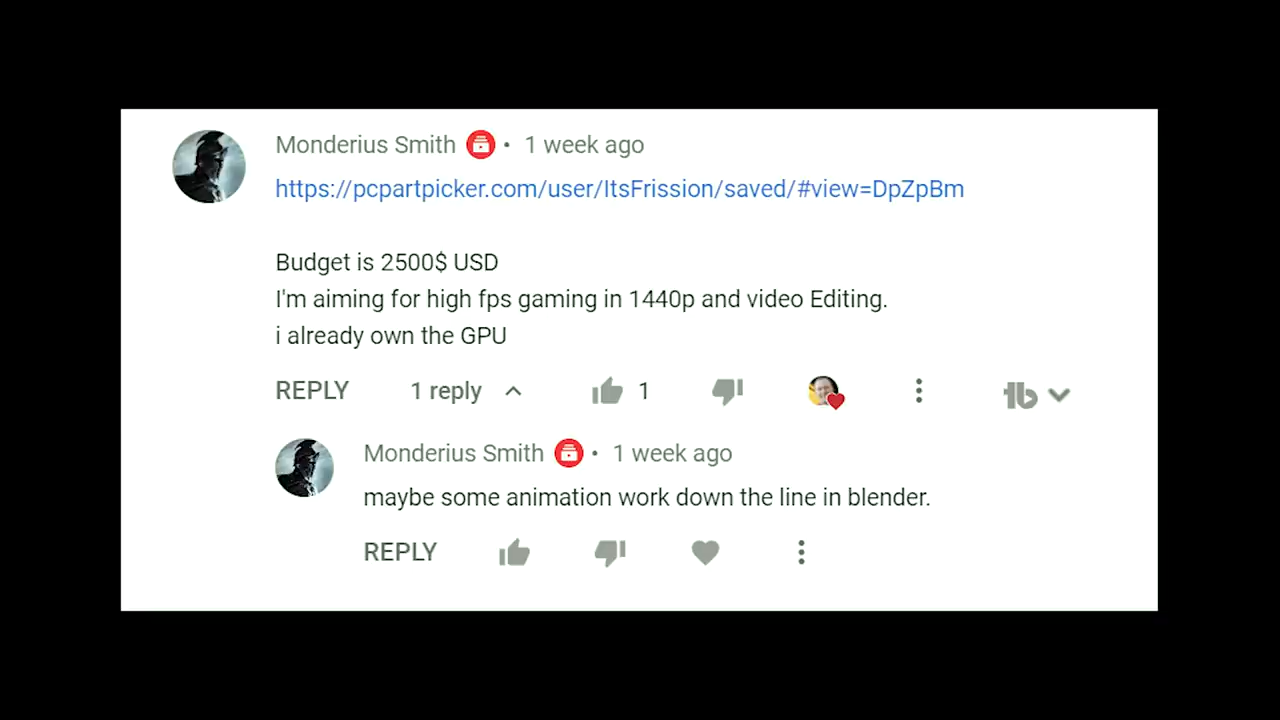 Monderius Smith • 1 week ago
https://pcpartpicker.com/user/ItsFrission/saved/#view=DpZpBm
Budget is 2500$ USD
I'm aiming for high fps gaming in 1440p and video Editing.
i already own the GPU
REPLY 1 reply 1 tb
Monderius Smith • 1 week ago
maybe some animation work down the line in blender.
REPLY